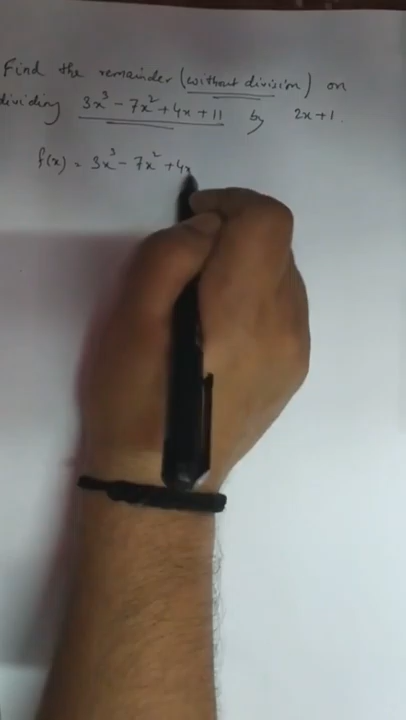 Find the remainder (without division) on
dividing 3x³ - 7x² + 4x + 11 by 2x+1.
f(x) = 3x³ - 7x² + 4x